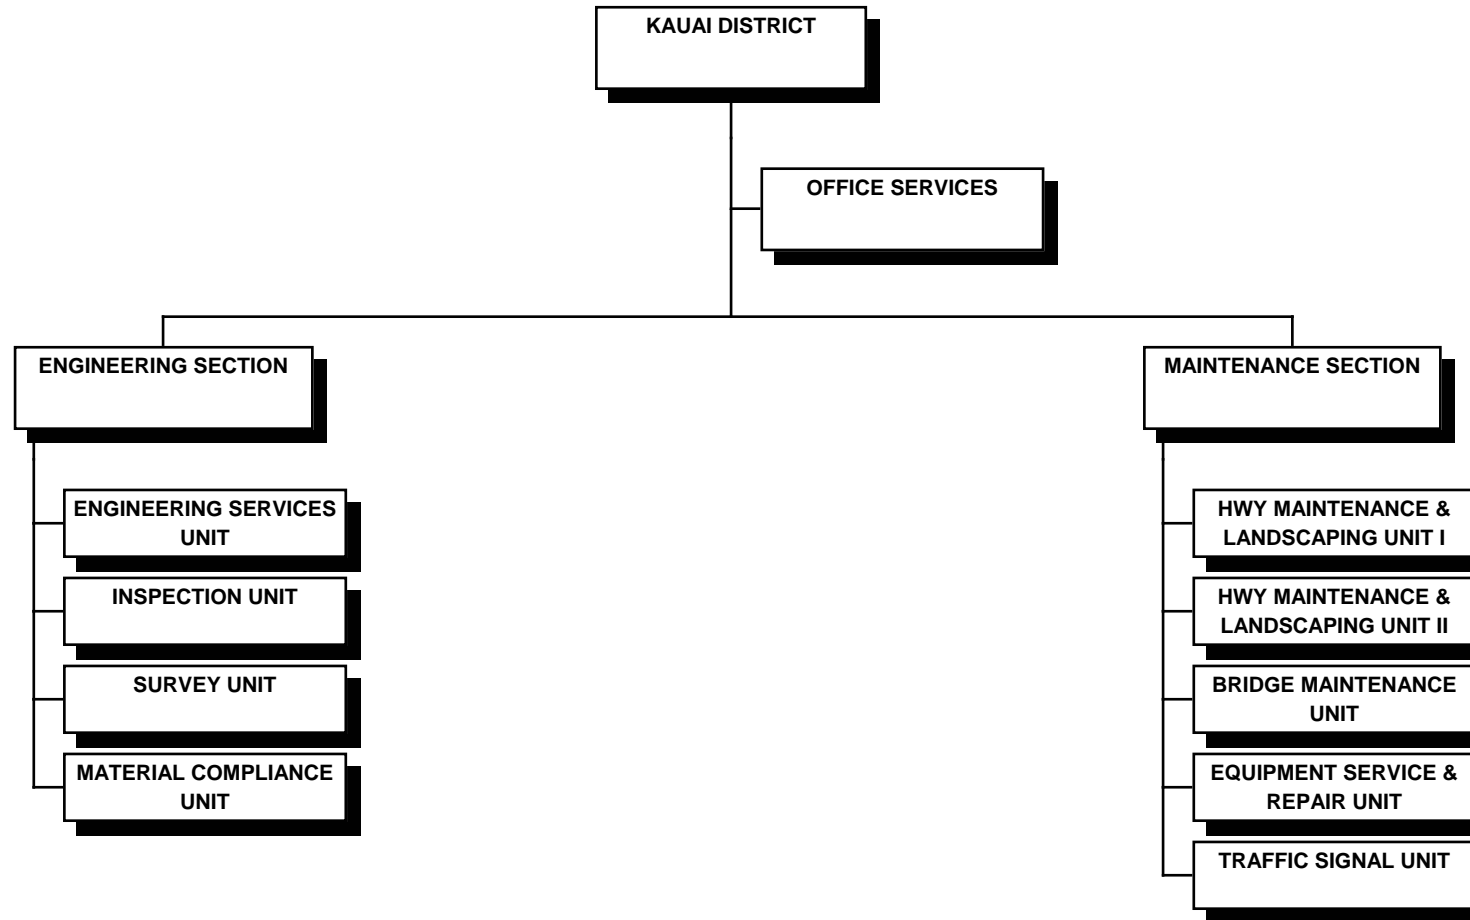 KAUAI DISTRICT
OFFICE SERVICES
ENGINEERING SECTION
ENGINEERING SERVICES
UNIT
INSPECTION UNIT
SURVEY UNIT
MATERIAL COMPLIANCE
UNIT
MAINTENANCE SECTION
HWY MAINTENANCE &
LANDSCAPING UNIT I
HWY MAINTENANCE &
LANDSCAPING UNIT II
BRIDGE MAINTENANCE
UNIT
EQUIPMENT SERVICE &
REPAIR UNIT
TRAFFIC SIGNAL UNIT